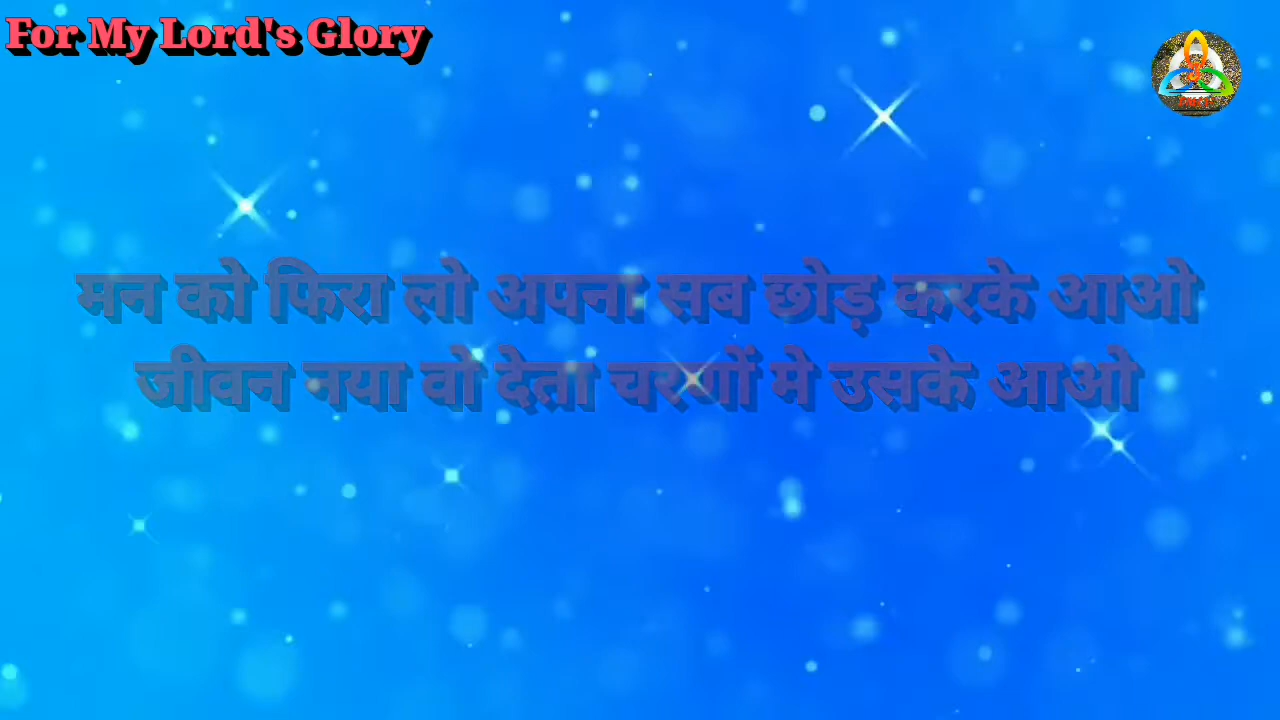 For My Lord's Glory
मन को फिरा लो अपना सब छोड़ करके आओ
जीवन नया वो देता चरणों मे उसके आओ